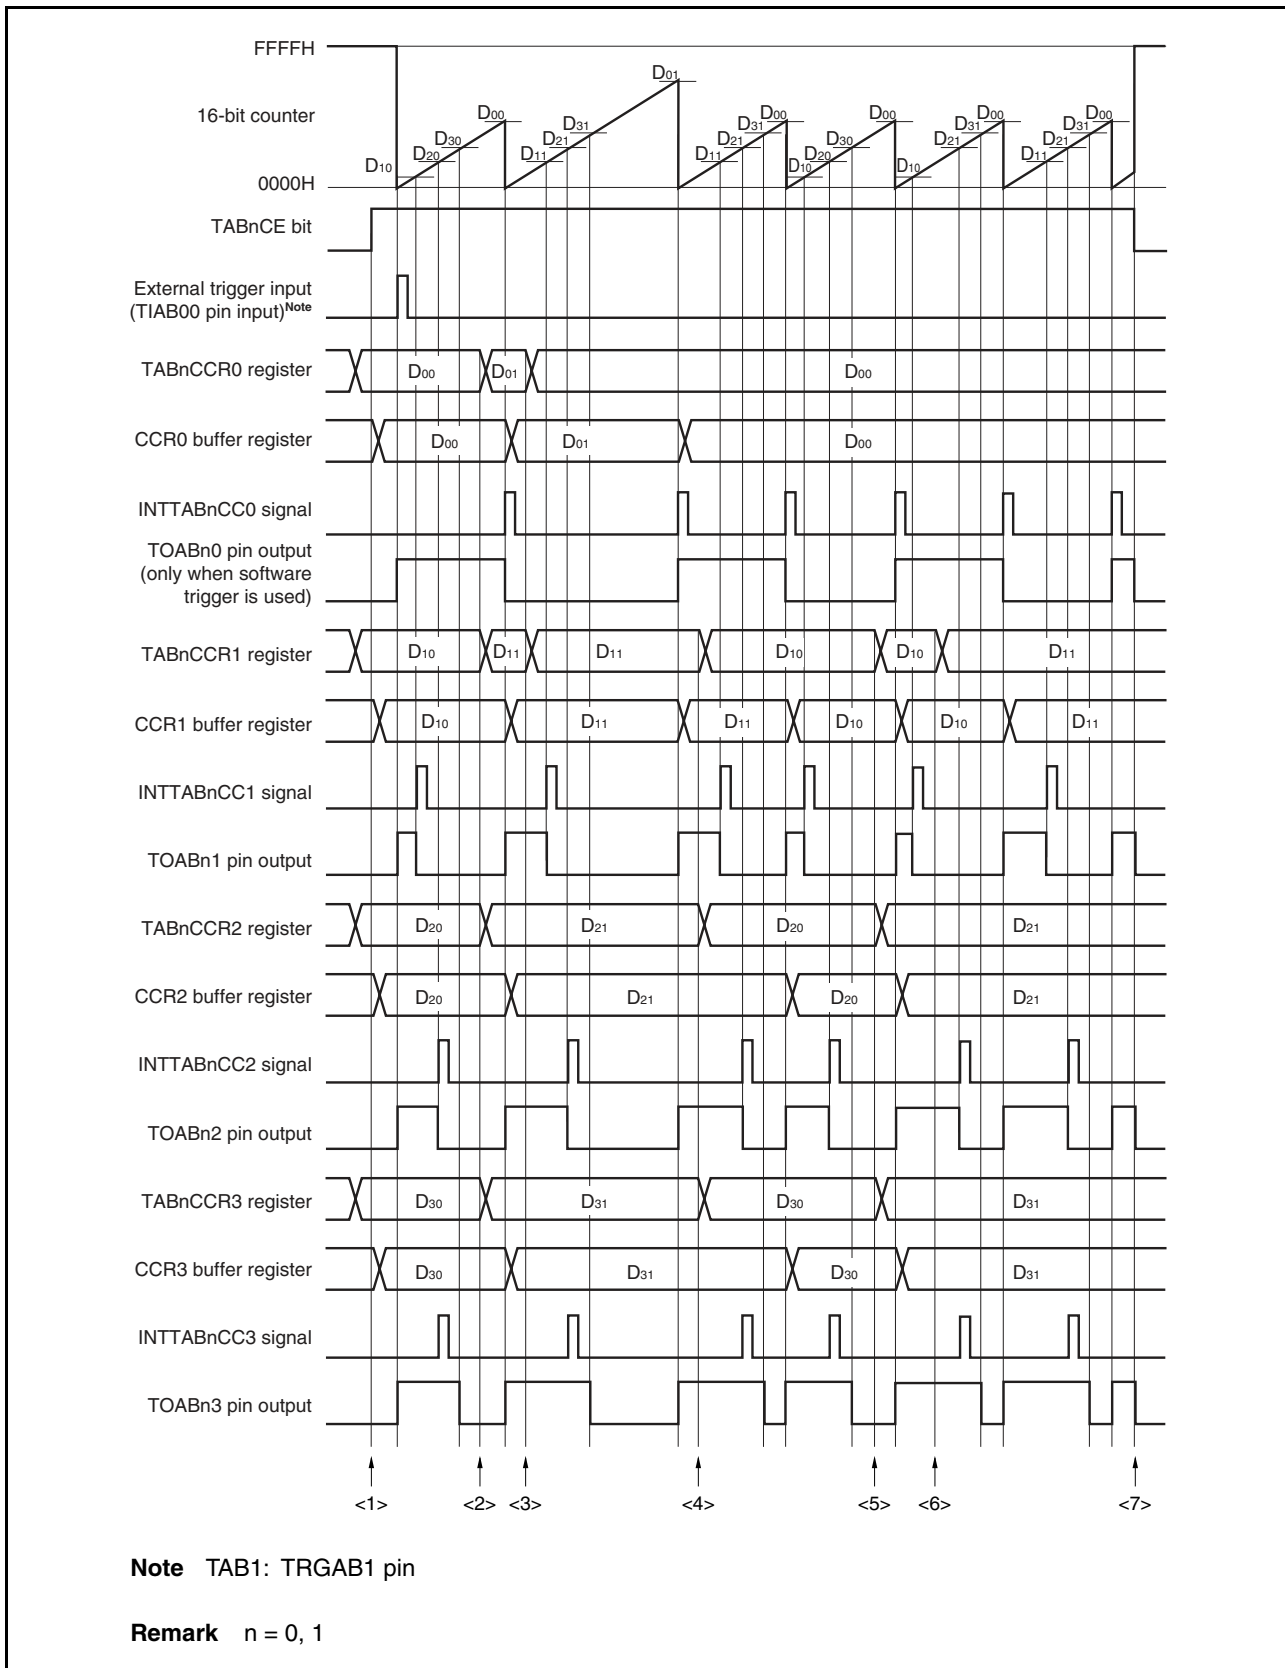 FFFFH
16-bit counter
0000H
D10 D20 D30 D00 D11 D21 D31 D01 D11 D21 D31 D00 D10 D20 D30 D00 D10 D21 D31 D00 D11 D21 D31 D00
TABnCE bit
External trigger input
(TIAB00 pin input)Note
TABnCCR0 register D00 D01 D00
CCR0 buffer register D00 D01 D00
INTTABnCC0 signal
TOABn0 pin output
(only when software
trigger is used)
TABnCCR1 register D10 D11 D11 D10 D10 D11
CCR1 buffer register D10 D11 D11 D10 D10 D11
INTTABnCC1 signal
TOABn1 pin output
TABnCCR2 register D20 D21 D20 D21
CCR2 buffer register D20 D21 D20 D21
INTTABnCC2 signal
TOABn2 pin output
TABnCCR3 register D30 D31 D30 D31
CCR3 buffer register D30 D31 D30 D31
INTTABnCC3 signal
TOABn3 pin output
<1> <2> <3> <4> <5> <6> <7>
Note TAB1: TRGAB1 pin
Remark n = 0, 1